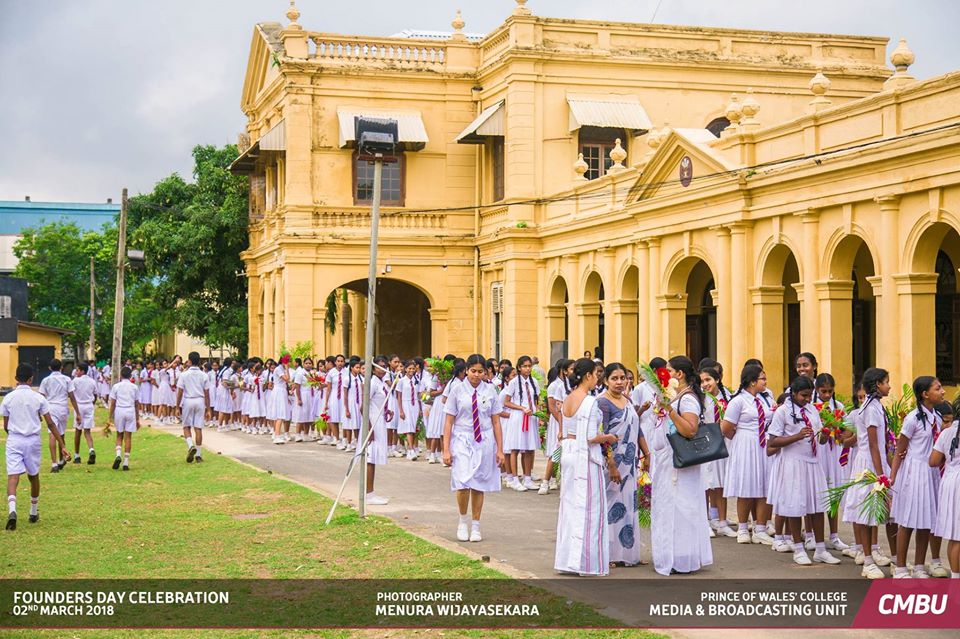 FOUNDERS DAY CELEBRATION
02ND MARCH 2018
PHOTOGRAPHER
MENURA WIJAYASEKARA
PRINCE OF WALES' COLLEGE
MEDIA & BROADCASTING UNIT
CMBU